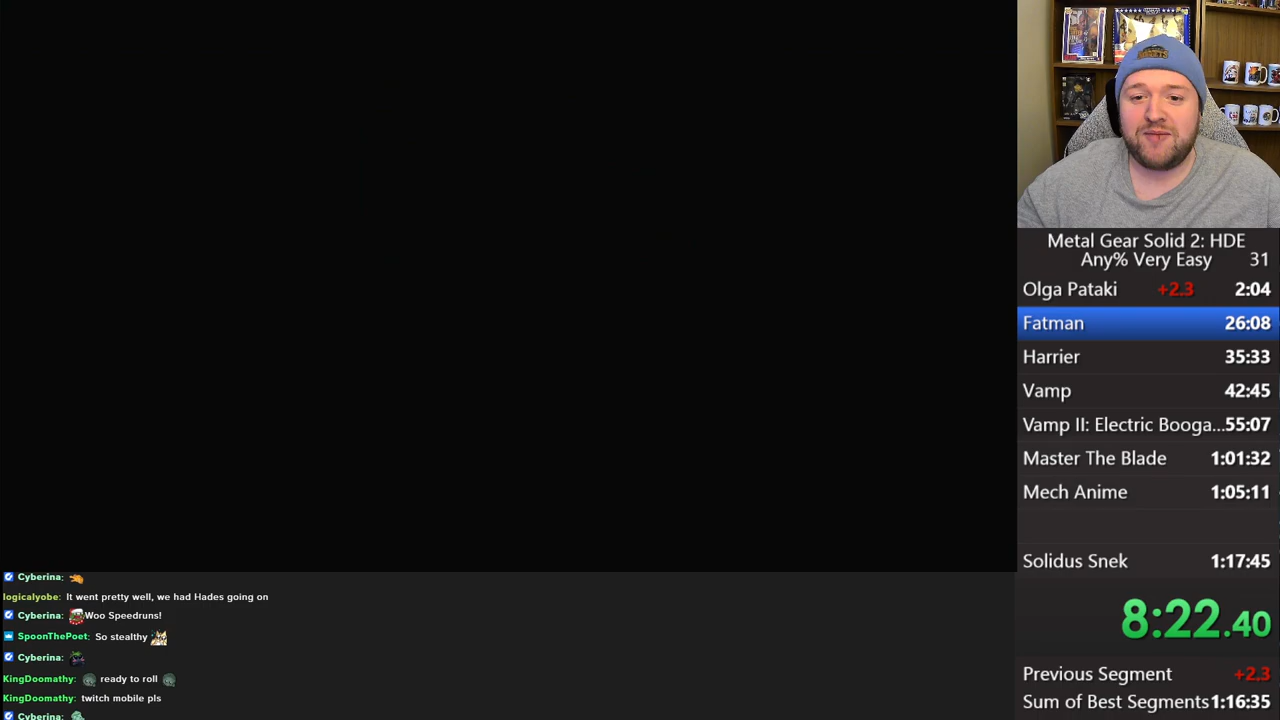 Metal Gear Solid 2: HDE
Any% Very Easy 31
Olga Pataki +2.3 2:04
Fatman 26:08
Harrier 35:33
Vamp 42:45
Vamp II: Electric Booga... 55:07
Master The Blade 1:01:32
Mech Anime 1:05:11
Solidus Snek 1:17:45
8:22.40
Previous Segment +2.3
Sum of Best Segments 1:16:35
Cyberina:
logicalyobe: It went pretty well, we had Hades going on
Cyberina: Woo Speedruns!
SpoonThePoet: So stealthy
Cyberina:
KingDoomathy: ready to roll
KingDoomathy: twitch mobile pls
Cyberina: